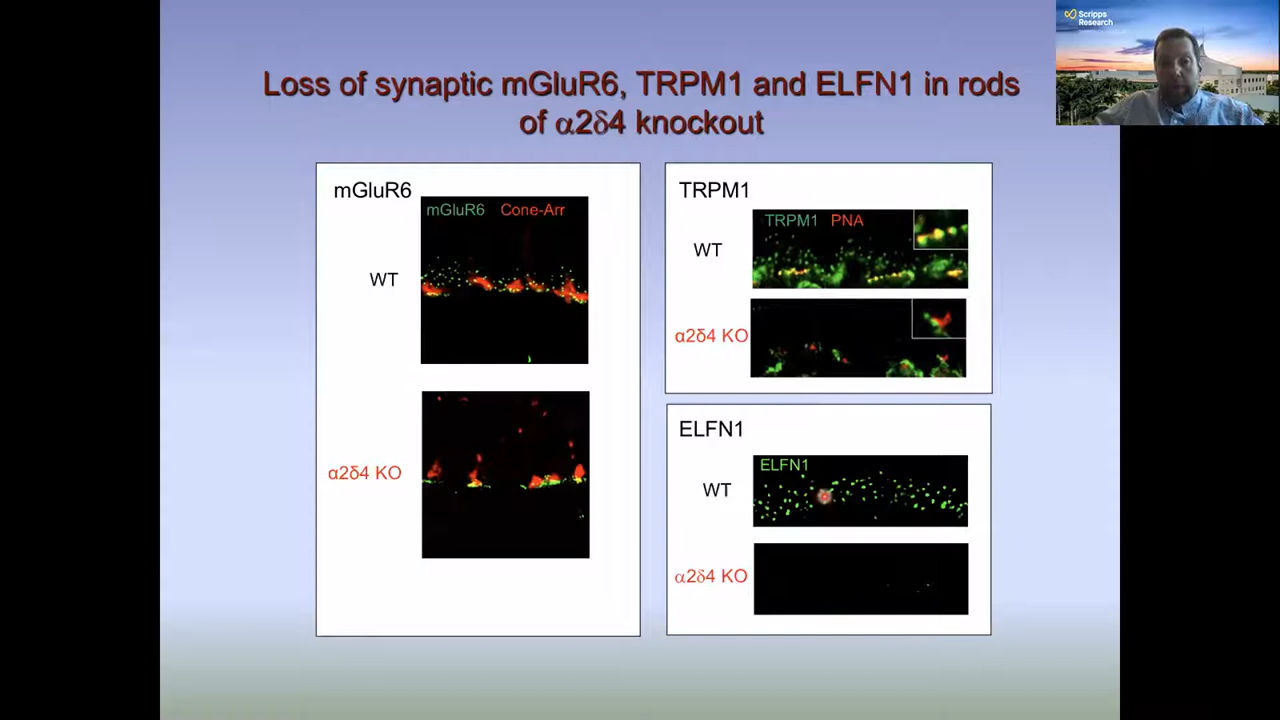 Scripps
Research
Loss of synaptic mGluR6, TRPM1 and ELFN1 in rods
of α2δ4 knockout
mGluR6
mGluR6 Cone-Arr
WT
α2δ4 KO
TRPM1
TRPM1 PNA
WT
α2δ4 KO
ELFN1
ELFN1
WT
α2δ4 KO